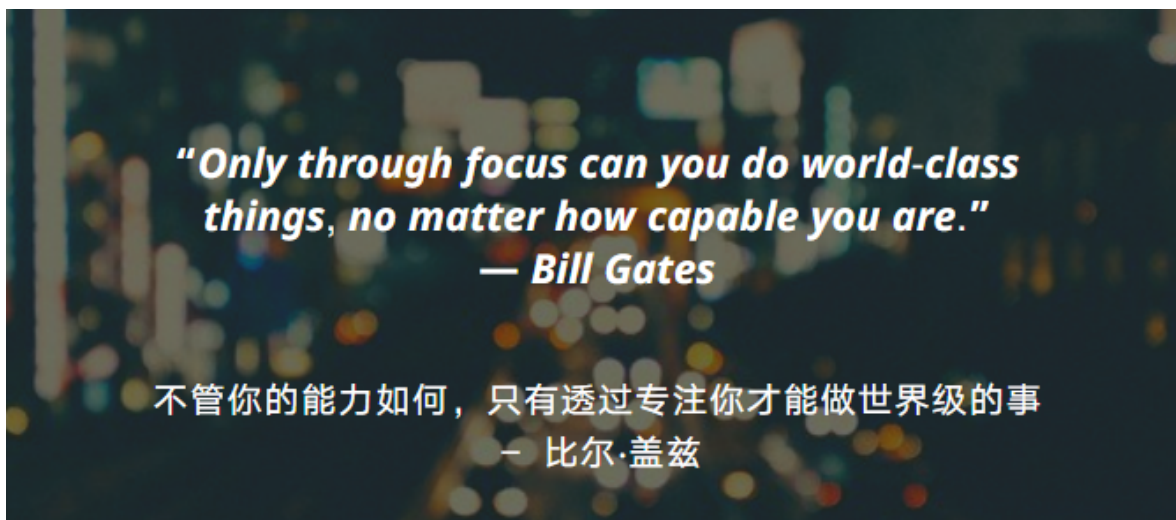 “Only through focus can you do world-class
things, no matter how capable you are.”
— Bill Gates
不管你的能力如何，只有透过专注你才能做世界级的事
– 比尔·盖兹